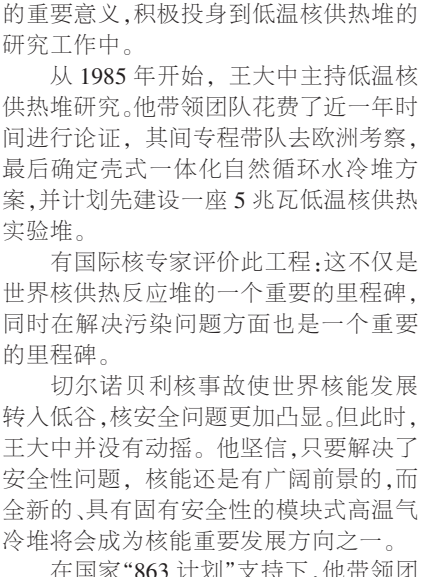 的重要意义,积极投身到低温核供热堆的
研究工作中。
从 1985 年开始，王大中主持低温核
供热堆研究。他带领团队花费了近一年时
间进行论证，其间专程带队去欧洲考察,
最后确定壳式一体化自然循环水冷堆方
案,并计划先建设一座 5 兆瓦低温核供热
实验堆。
有国际核专家评价此工程:这不仅是
世界核供热反应堆的一个重要的里程碑,
同时在解决污染问题方面也是一个重要
的里程碑。
切尔诺贝利核事故使世界核能发展
转入低谷,核安全问题更加凸显。但此时,
王大中并没有动摇。他坚信,只要解决了
安全性问题，核能还是有广阔前景的,而
全新的、具有固有安全性的模块式高温气
冷堆将会成为核能重要发展方向之一。
在国家“863 计划”支持下,他带领团